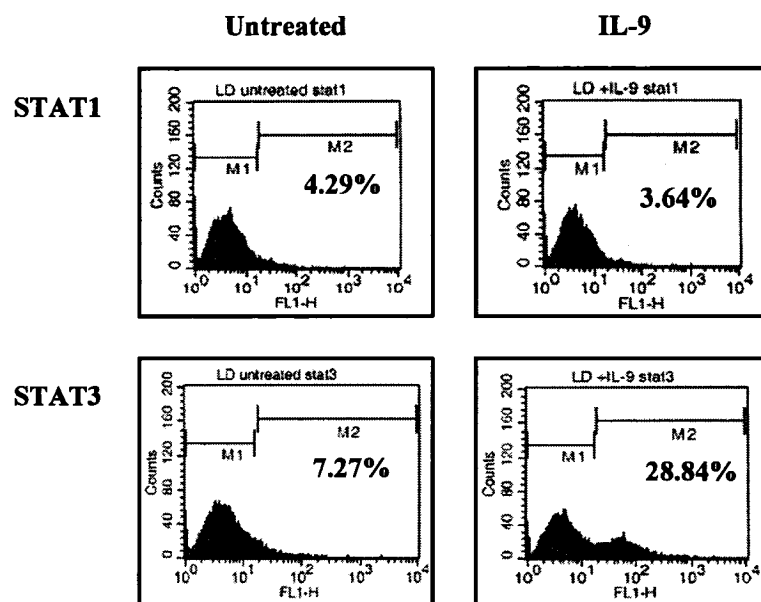 Untreated IL-9
STAT1
LD untreated stat1
200
160
120
80
40
0
Counts
M1
M2
4.29%
10^0 10^1 10^2 10^3 10^4
FL1-H
LD +IL-9 stat1
200
160
120
80
40
0
Counts
M1
M2
3.64%
10^0 10^1 10^2 10^3 10^4
FL1-H
STAT3
LD untreated stat3
200
160
120
80
40
0
Counts
M1
M2
7.27%
10^0 10^1 10^2 10^3 10^4
FL1-H
LD +IL-9 stat3
200
160
120
80
40
0
Counts
M1
M2
28.84%
10^0 10^1 10^2 10^3 10^4
FL1-H